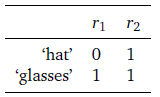 r1 r2
‘hat’ 0 1
‘glasses’ 1 1